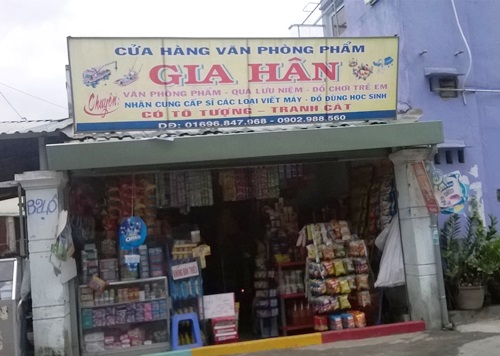 CỬA HÀNG VĂN PHÒNG PHẨM
GIA HÂN
Chuyên:
VĂN PHÒNG PHẨM - QUÀ LƯU NIỆM - ĐỒ CHƠI TRẺ EM
NHẬN CUNG CẤP SỈ CÁC LOẠI VIẾT MÁY - ĐỒ DÙNG HỌC SINH
CÓ TÔ TƯỢNG - TRANH CÁT
DĐ: 01696.847.968 - 0902.988.560